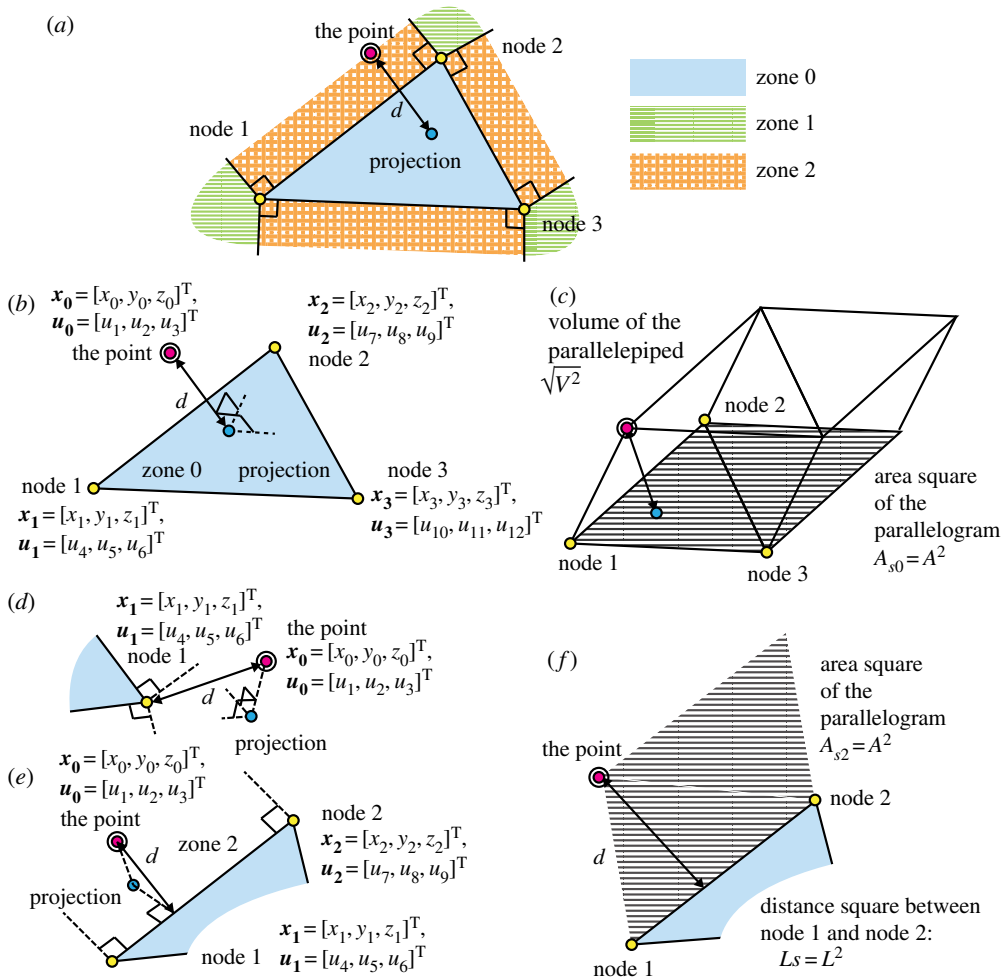 (a)
the point
node 2
d
node 1
projection
node 3
zone 0
zone 1
zone 2
(b)
x₀ = [x₀, y₀, z₀]ᵀ,
u₀ = [u₁, u₂, u₃]ᵀ
the point
x₂ = [x₂, y₂, z₂]ᵀ,
u₂ = [u₇, u₈, u₉]ᵀ
node 2
d
zone 0
projection
node 1
x₁ = [x₁, y₁, z₁]ᵀ,
u₁ = [u₄, u₅, u₆]ᵀ
node 3
x₃ = [x₃, y₃, z₃]ᵀ,
u₃ = [u₁₀, u₁₁, u₁₂]ᵀ
(c)
volume of the
parallelepiped
√V²
node 2
node 1
node 3
area square
of the
parallelogram
Aₛ₀ = A²
(d)
x₁ = [x₁, y₁, z₁]ᵀ,
u₁ = [u₄, u₅, u₆]ᵀ
node 1
d
the point
x₀ = [x₀, y₀, z₀]ᵀ,
u₀ = [u₁, u₂, u₃]ᵀ
projection
(e)
x₀ = [x₀, y₀, z₀]ᵀ,
u₀ = [u₁, u₂, u₃]ᵀ
the point
zone 2
d
projection
node 2
x₂ = [x₂, y₂, z₂]ᵀ,
u₂ = [u₇, u₈, u₉]ᵀ
node 1
x₁ = [x₁, y₁, z₁]ᵀ,
u₁ = [u₄, u₅, u₆]ᵀ
(f)
area square
of the
parallelogram
Aₛ₂ = A²
the point
node 2
d
node 1
distance square between
node 1 and node 2:
Ls = L²